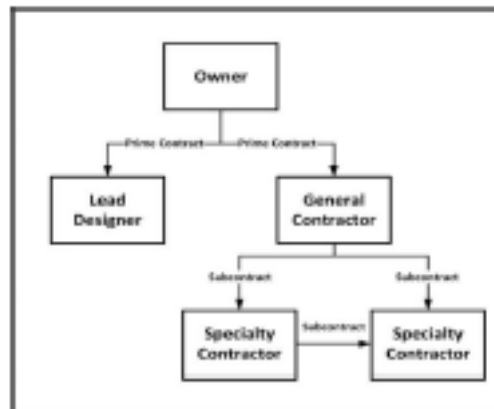 Owner
Prime Contract Prime Contract
Lead
Designer
General
Contractor
Subcontract Subcontract
Specialty
Contractor
Subcontract
Specialty
Contractor